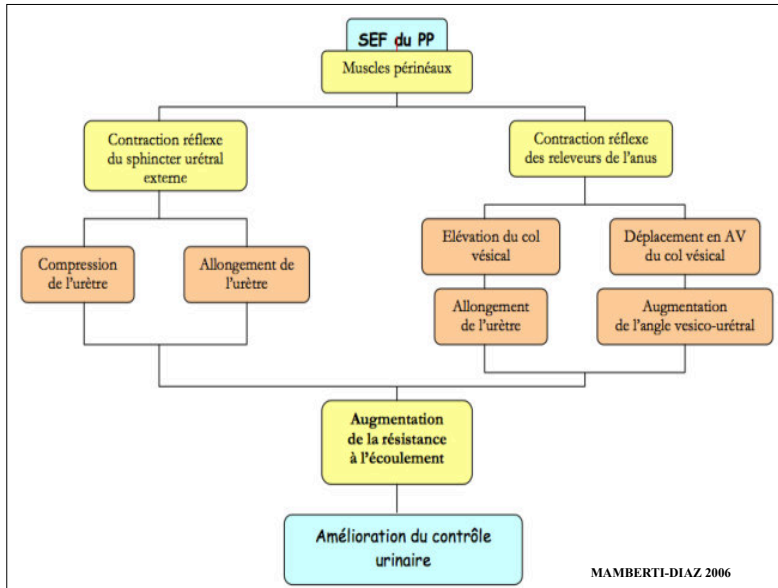 SEF du PP
Muscles périnéaux
Contraction réflexe
du sphincter urétral
externe
Contraction réflexe
des releveurs de l'anus
Compression
de l'urètre
Allongement de
l'urètre
Elévation du col
vésical
Déplacement en AV
du col vésical
Allongement
de l'urètre
Augmentation
de l'angle vesico-urétral
Augmentation
de la résistance
à l'écoulement
Amélioration du contrôle
urinaire
MAMBERTI-DIAZ 2006